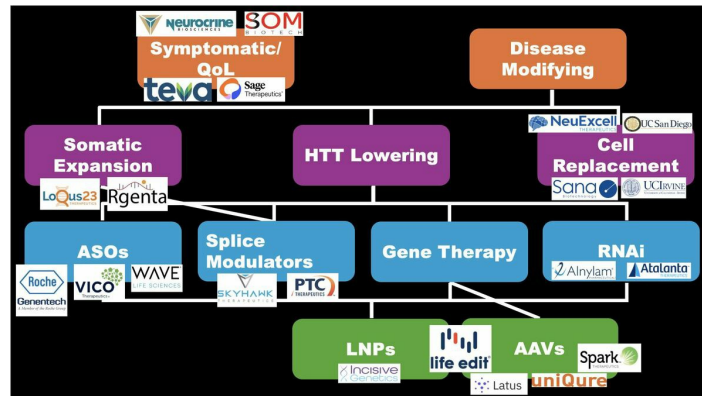 NEUROCRINE
BIOSCIENCES
SOM
BIOTECH
Symptomatic/
QoL
teva
Sage
Therapeutics
Disease
Modifying
Somatic
Expansion
LoQus23
THERAPEUTICS
Rgenta
HTT Lowering
NeuExcell
THERAPEUTICS
UC San Diego
Cell
Replacement
Sana
Biotechnology
UCIRVINE
ASOs
Roche
Genentech
A Member of the Roche Group
VICO
Therapeutics
WAVE
LIFE SCIENCES
Splice
Modulators
SKYHAWK
THERAPEUTICS
PTC
THERAPEUTICS
Gene Therapy
RNAi
Alnylam
Atalanta
THERAPEUTICS
LNPs
Incisive
Genetics
life edit
AAVs
Spark
THERAPEUTICS
Latus
uniQure